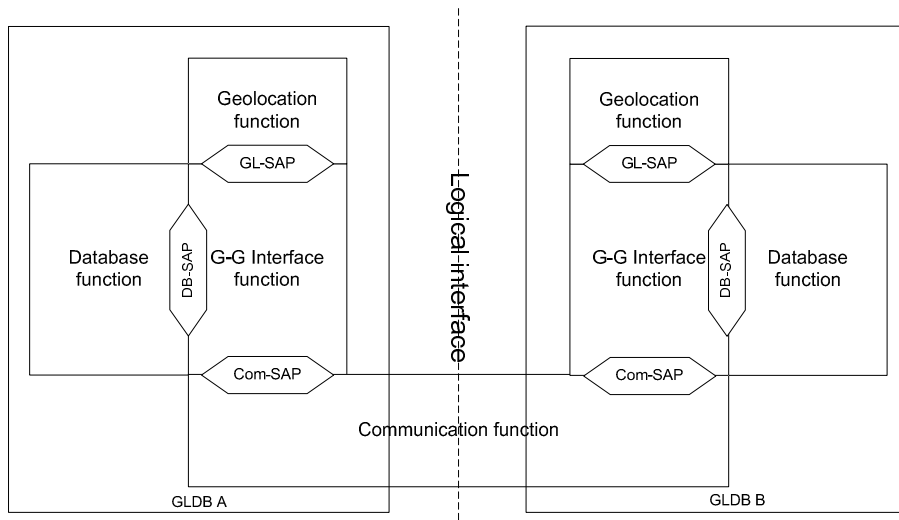 Geolocation
function
GL-SAP
Database
function
DB-SAP
G-G Interface
function
Com-SAP
GLDB A
Logical interface
Communication function
Geolocation
function
GL-SAP
G-G Interface
function
DB-SAP
Database
function
Com-SAP
GLDB B